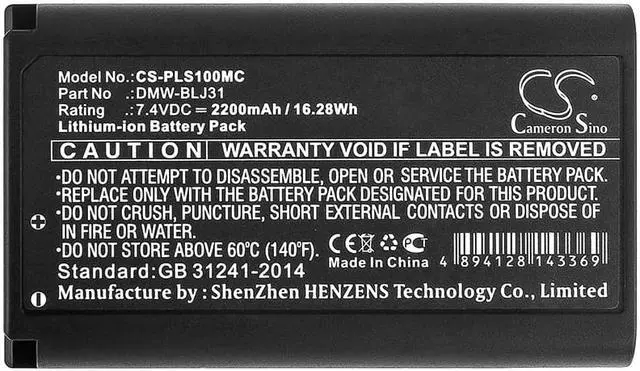 Model No.:CS-PLS100MC
Part No   :DMW-BLJ31
Rating    :7.4VDC ⎓ 2200mAh / 16.28Wh
Lithium-ion Battery Pack
CS
Cameron Sino
CAUTION WARRANTY VOID IF LABEL IS REMOVED
•DO NOT ATTEMPT TO DISASSEMBLE, OPEN OR SERVICE THE BATTERY PACK.
•REPLACE ONLY WITH THE BATTERY PACK DESIGNATED FOR THIS PRODUCT.
•DO NOT CRUSH, PUNCTURE, SHORT EXTERNAL CONTACTS OR DISPOSE OF
IN FIRE OR WATER.
•DO NOT STORE ABOVE 60°C (140°F).
Standard:GB 31241-2014
CE
Made In China
4 894128 143369
Manufacture by : ShenZhen HENZENS Technology Co., Limited